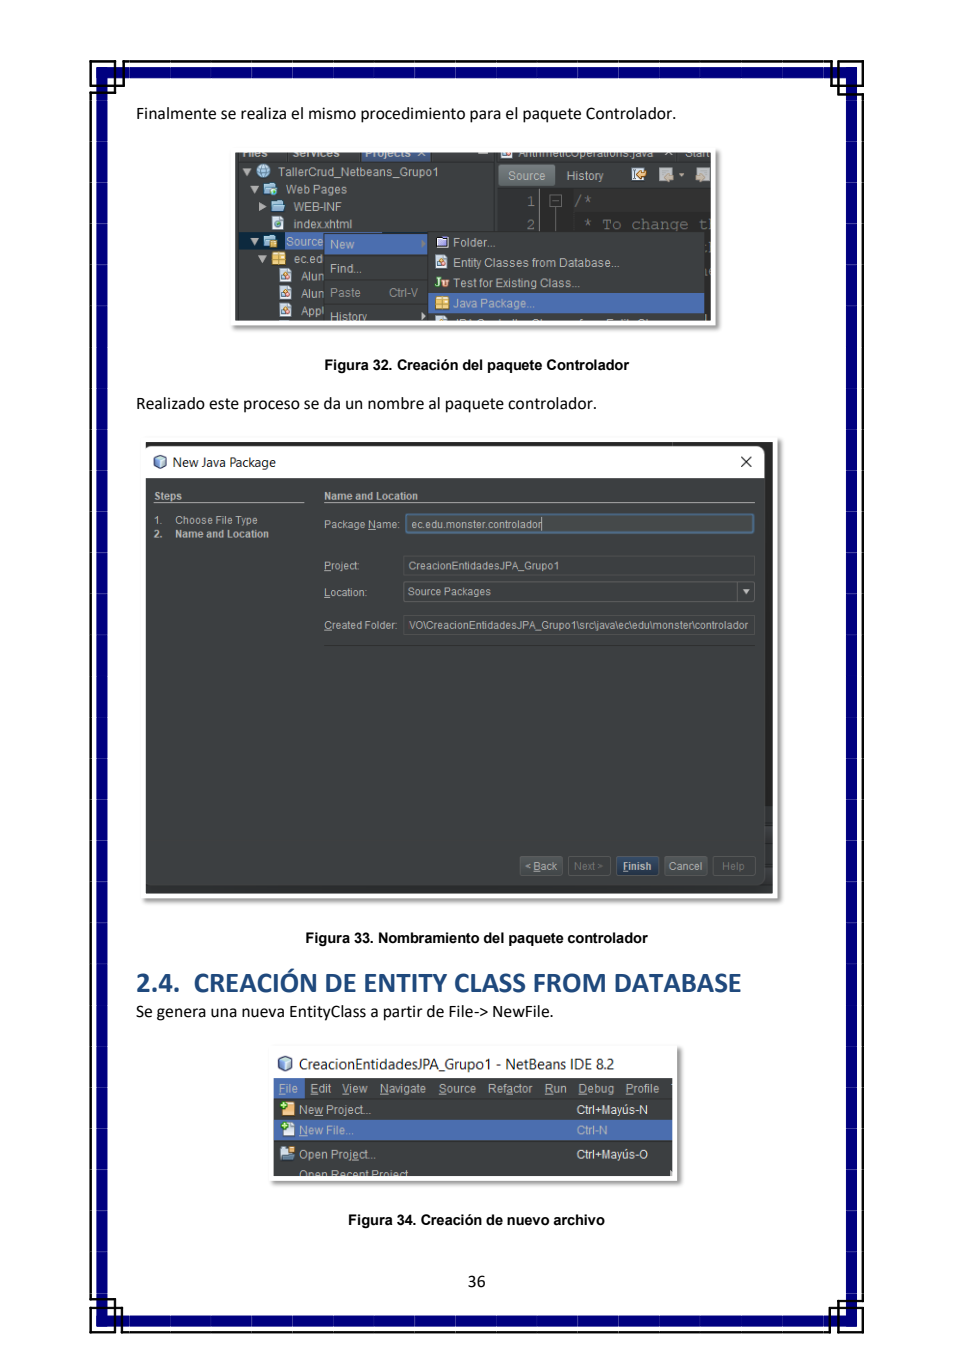 Finalmente se realiza el mismo procedimiento para el paquete Controlador.
Files Services Projects × ArithmeticOperations.java × Start
TallerCrud_Netbeans_Grupo1
Source History
Web Pages
1 /*
WEB-INF
2 * To change th
index.xhtml
Source
New
Folder...
ec.ed
Entity Classes from Database...
Find...
Alum
Test for Existing Class...
Alum
Paste Ctrl-V
Java Package...
Appl
History
Figura 32. Creación del paquete Controlador
Realizado este proceso se da un nombre al paquete controlador.
New Java Package
Steps
Name and Location
1. Choose File Type
2. Name and Location
Package Name: ec.edu.monster.controlador
Project: CreacionEntidadesJPA_Grupo1
Location: Source Packages
Created Folder: VO\CreacionEntidadesJPA_Grupo1\src\java\ec\edu\monster\controlador
< Back Next > Finish Cancel Help
Figura 33. Nombramiento del paquete controlador
2.4. CREACIÓN DE ENTITY CLASS FROM DATABASE
Se genera una nueva EntityClass a partir de File-> NewFile.
CreacionEntidadesJPA_Grupo1 - NetBeans IDE 8.2
File Edit View Navigate Source Refactor Run Debug Profile
New Project... Ctrl+Mayús-N
New File... Ctrl-N
Open Project... Ctrl+Mayús-O
Open Recent Project
Figura 34. Creación de nuevo archivo
36